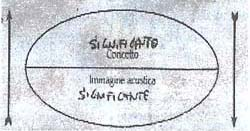 SIGNIFICATO
Concetto
Immagine acustica
SIGNIFICANTE